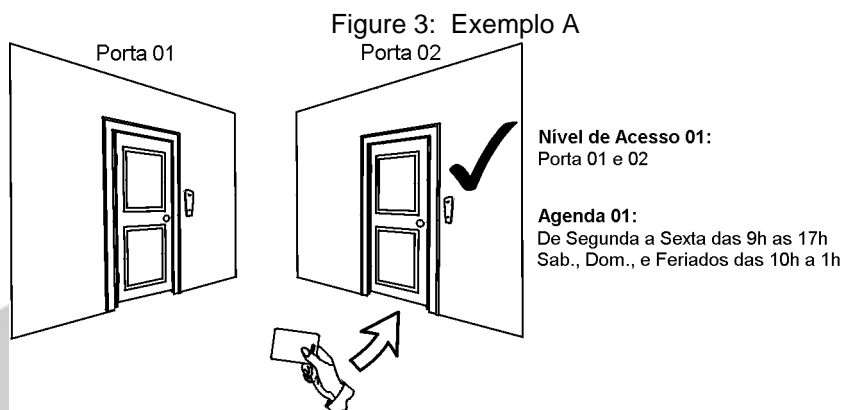 Figure 3: Exemplo A
Porta 01
Porta 02
Nível de Acesso 01:
Porta 01 e 02
Agenda 01:
De Segunda a Sexta das 9h as 17h
Sab., Dom., e Feriados das 10h a 1h